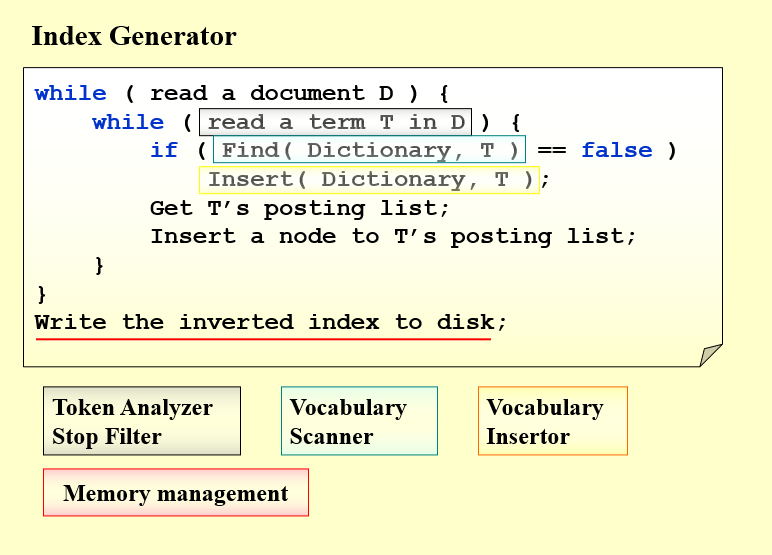 Index Generator
while ( read a document D ) {
while ( read a term T in D ) {
if ( Find( Dictionary, T ) == false )
Insert( Dictionary, T );
Get T’s posting list;
Insert a node to T’s posting list;
}
}
Write the inverted index to disk;
Token Analyzer
Stop Filter
Vocabulary
Scanner
Vocabulary
Insertor
Memory management